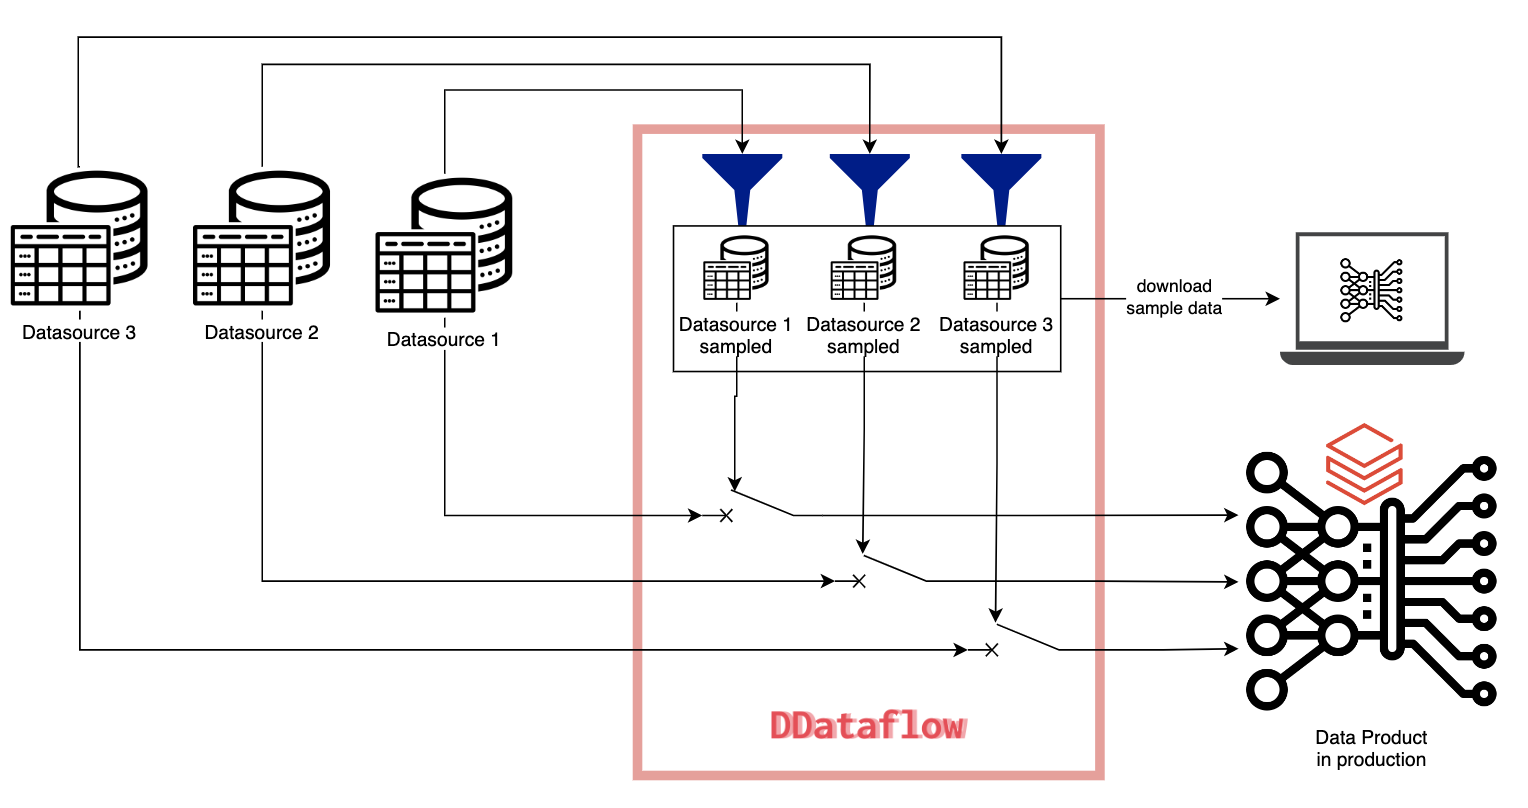 Datasource 3
Datasource 2
Datasource 1
Datasource 1
sampled
Datasource 2
sampled
Datasource 3
sampled
download
sample data
DDataflow
Data Product
in production